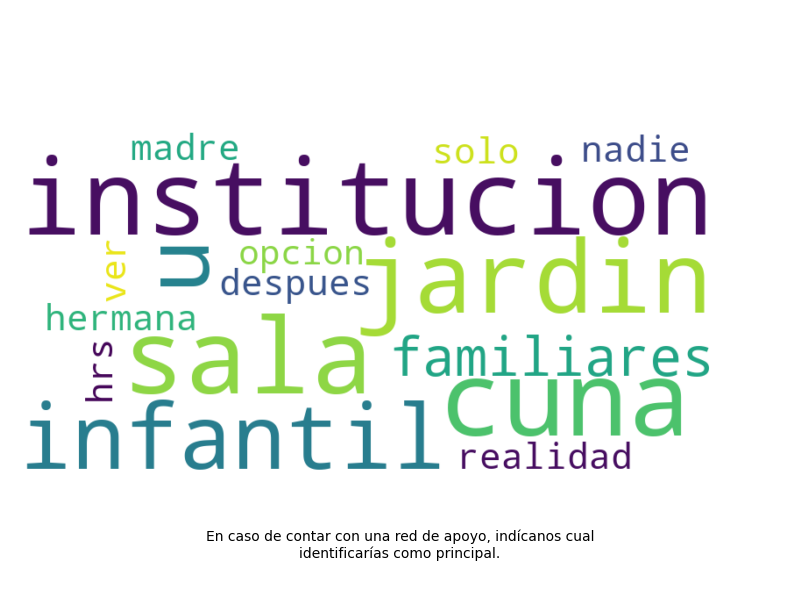 madre solo nadie
institucion
ver u opcion jardin
despues
hermana
hrs sala familiares
cuna
infantil
realidad
En caso de contar con una red de apoyo, indícanos cual
identificarías como principal.